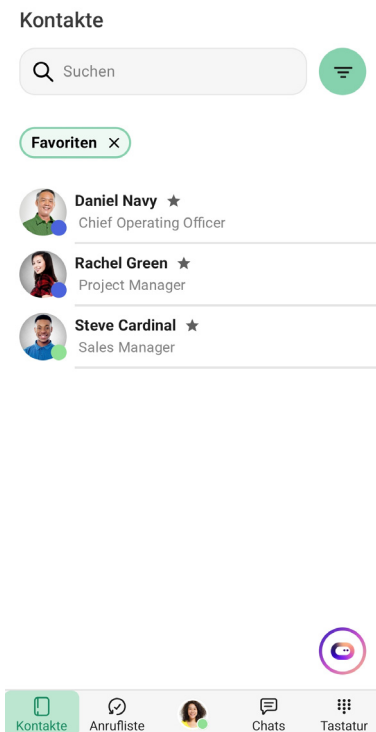 Kontakte
Suchen
Favoriten
Daniel Navy
Chief Operating Officer
Rachel Green
Project Manager
Steve Cardinal
Sales Manager
Kontakte Anrufliste Chats Tastatur